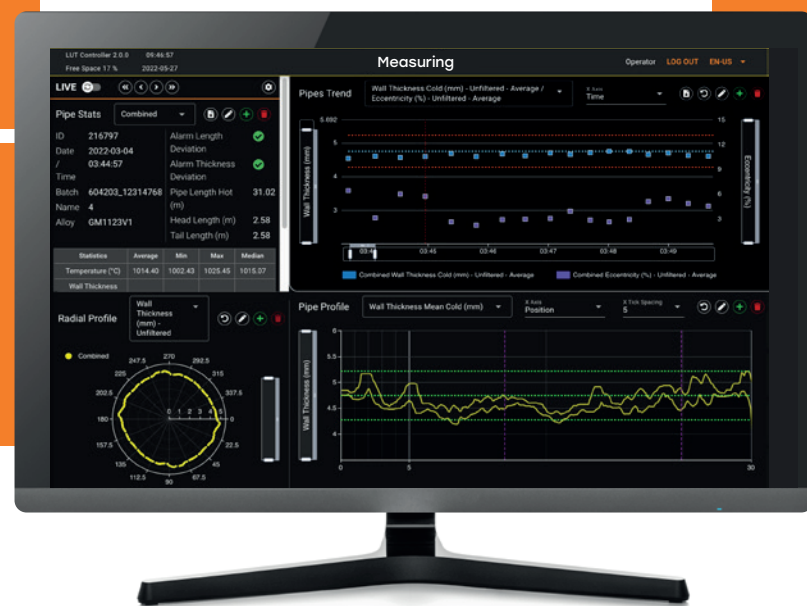 LUT Controller 2.0.0 09:46:57
Free Space 17 % 2022-05-27
Measuring
Operator LOG OUT EN-US
LIVE
Pipe Stats Combined
ID 216797
Date / Time 2022-03-04 03:44:57
Batch 604203_12314768
Name 4
Alloy GM1123V1
Alarm Length Deviation
Alarm Thickness Deviation
Pipe Length Hot (m) 31.02
Head Length (m) 2.58
Tail Length (m) 2.58
Statistics Average Min Max Median
Temperature (°C) 1014.40 1002.43 1025.45 1015.07
Wall Thickness
Pipes Trend
Wall Thickness Cold (mm) - Unfiltered - Average /
Eccentricity (%) - Unfiltered - Average
X Axis
Time
5.692
5
4
3
Wall Thickness (mm)
15
12
9
6
3
Eccentricity (%)
03:44 03:45 03:46 03:47 03:48 03:49
Combined Wall Thickness Cold (mm) - Unfiltered - Average
Combined Eccentricity (%) - Unfiltered - Average
Radial Profile
Wall
Thickness
(mm) -
Unfiltered
Combined
270
292.5
315
337.5
0
22.5
45
67.5
90
112.5
135
157.5
180
202.5
225
247.5
0 1 2 3 4 5
Pipe Profile
Wall Thickness Mean Cold (mm)
X Axis
Position
X Tick Spacing
5
Wall Thickness (mm)
6
5.5
5
4.5
4
0 5 30